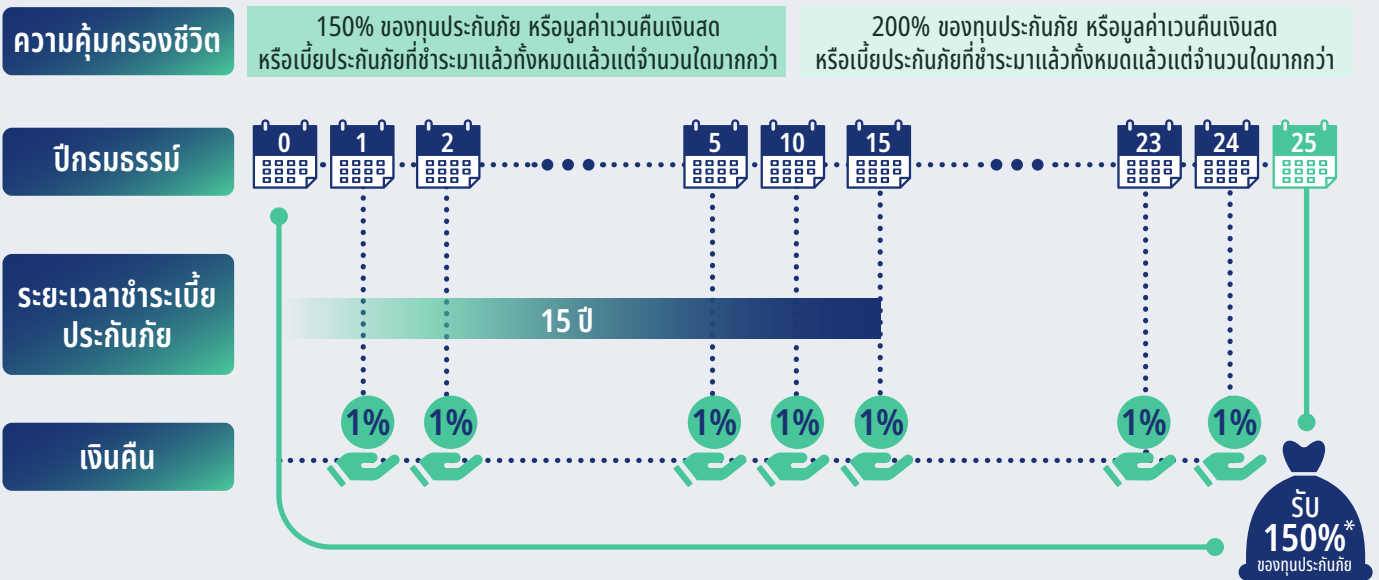 ความคุ้มครองชีวิต
150% ของทุนประกันภัย หรือมูลค่าเวนคืนเงินสด
หรือเบี้ยประกันภัยที่ชำระมาแล้วทั้งหมดแล้วแต่จำนวนใดมากกว่า
200% ของทุนประกันภัย หรือมูลค่าเวนคืนเงินสด
หรือเบี้ยประกันภัยที่ชำระมาแล้วทั้งหมดแล้วแต่จำนวนใดมากกว่า
ปีกรมธรรม์
0 1 2 5 10 15 23 24 25
ระยะเวลาชำระเบี้ย
ประกันภัย
15 ปี
เงินคืน
1% 1% 1% 1% 1% 1% 1%
รับ
150%*
ของทุนประกันภัย